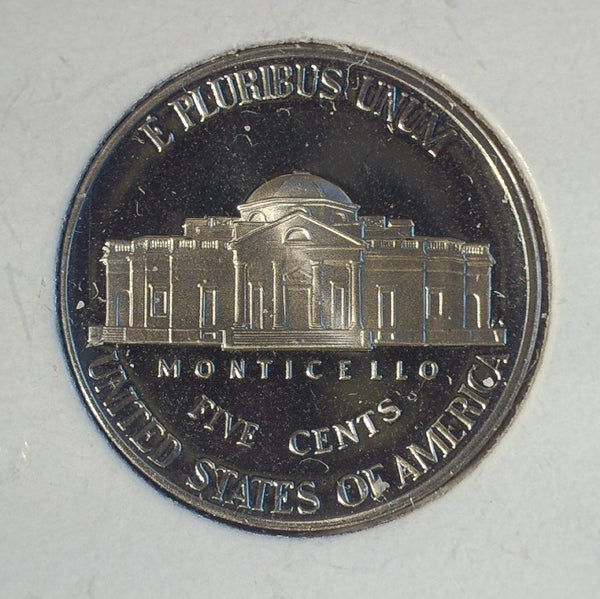 E PLURIBUS UNUM
MONTICELLO
FIVE CENTS
UNITED STATES OF AMERICA